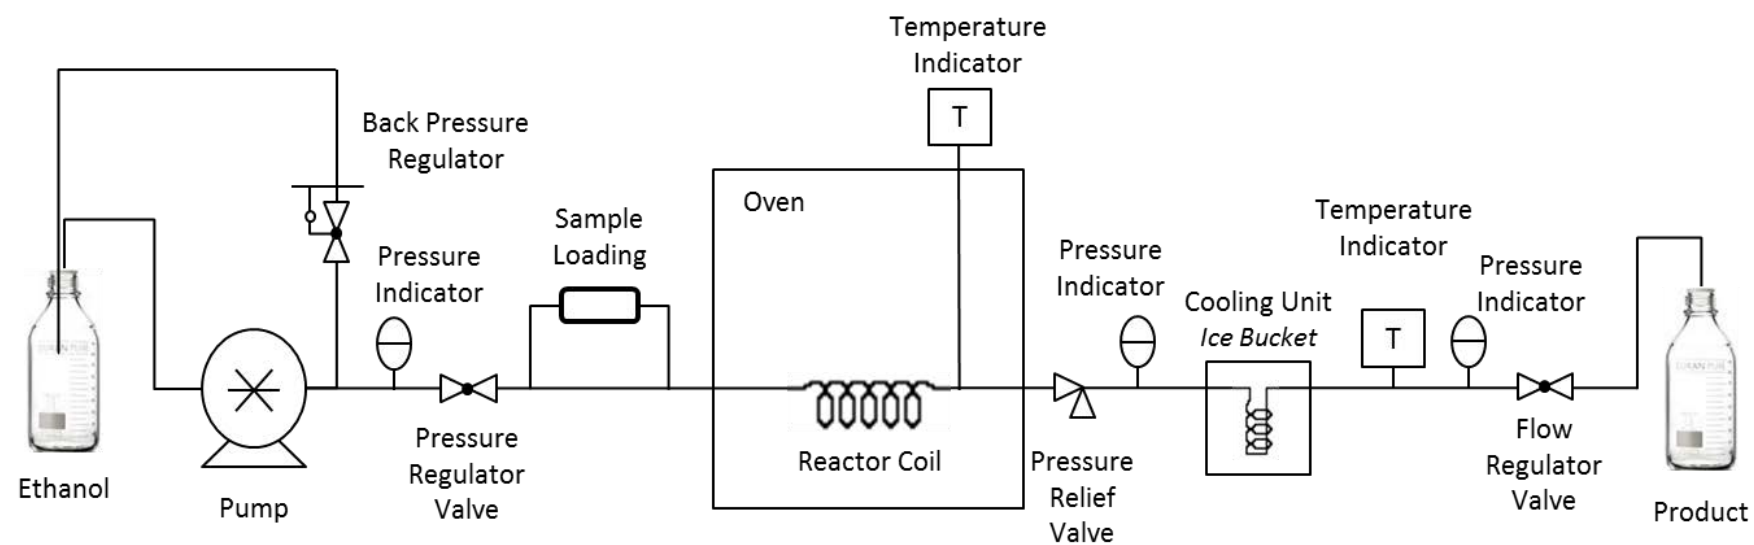 Temperature
Indicator
T
Back Pressure
Regulator
Oven
Sample
Loading
Temperature
Indicator
Pressure
Indicator
Pressure
Indicator
Pressure
Indicator
Cooling Unit
Ice Bucket
T
Pressure
Regulator
Valve
Reactor Coil
Pressure
Relief
Valve
Flow
Regulator
Valve
Ethanol
Pump
Product